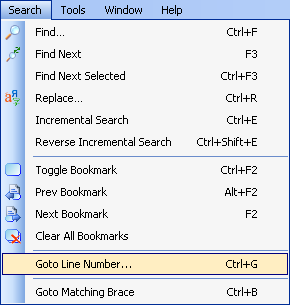 Search Tools Window Help
Find... Ctrl+F
Find Next F3
Find Next Selected Ctrl+F3
Replace... Ctrl+R
Incremental Search Ctrl+E
Reverse Incremental Search Ctrl+Shift+E
Toggle Bookmark Ctrl+F2
Prev Bookmark Alt+F2
Next Bookmark F2
Clear All Bookmarks
Goto Line Number... Ctrl+G
Goto Matching Brace Ctrl+B